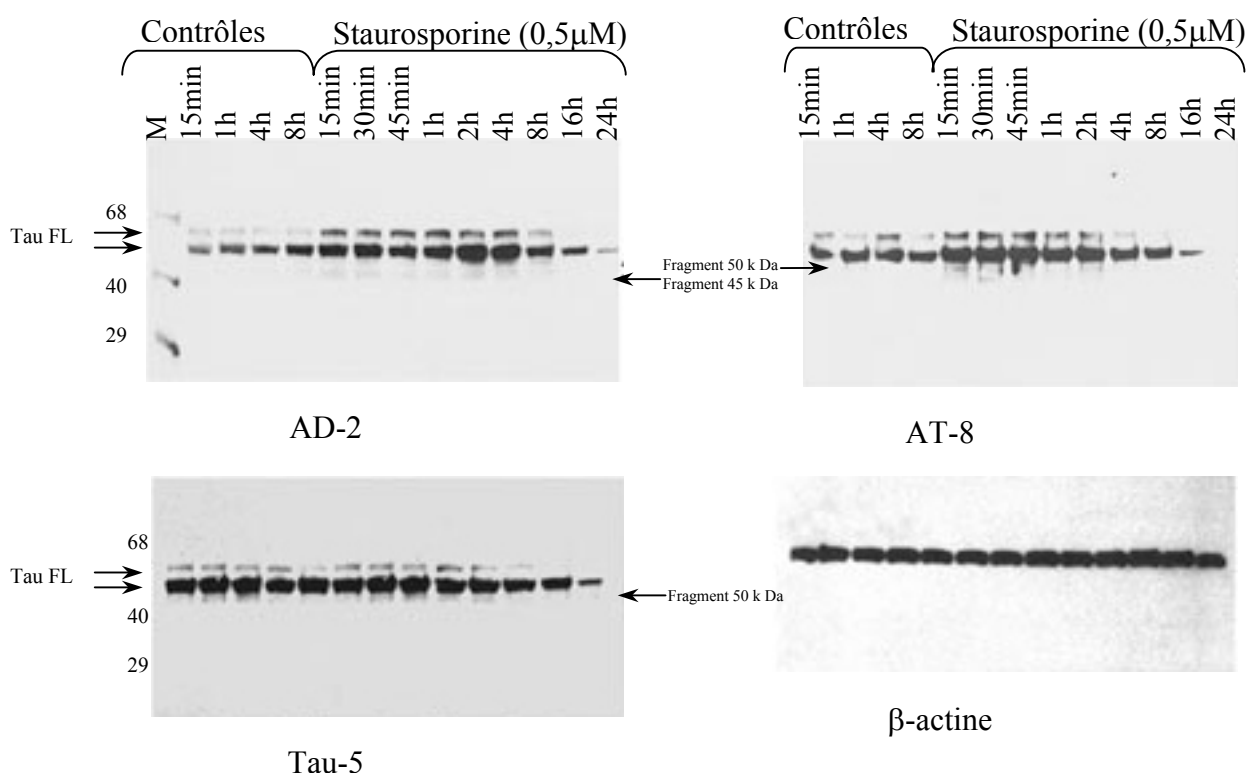 Contrôles
Staurosporine (0,5µM)
M
15min
1h
4h
8h
15min
30min
45min
1h
2h
4h
8h
16h
24h
68
Tau FL
40
29
AD-2
Contrôles
Staurosporine (0,5µM)
15min
1h
4h
8h
15min
30min
45min
1h
2h
4h
8h
16h
24h
Fragment 50 k Da
Fragment 45 k Da
AT-8
68
Tau FL
40
29
Fragment 50 k Da
Tau-5
β-actine